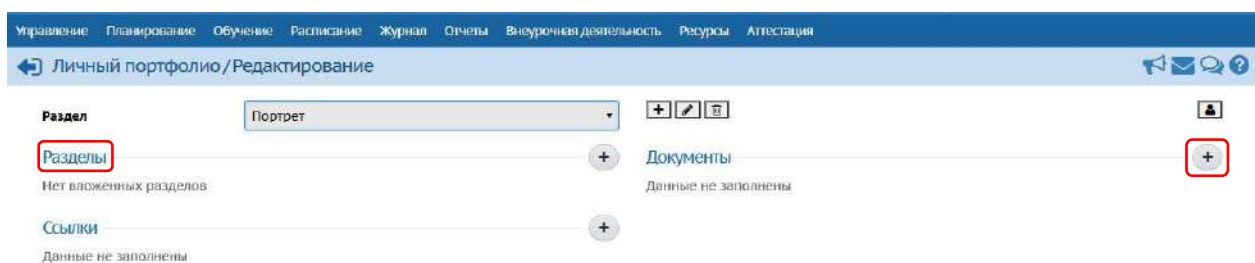 Управление Планирование Обучение Расписание Журнал Отчеты Внеурочная деятельность Ресурсы Аттестация
Личный портфолио/Редактирование
Раздел Портрет
Разделы
Документы
Нет вложенных разделов
Данные не заполнены
Ссылки
Данные не заполнены